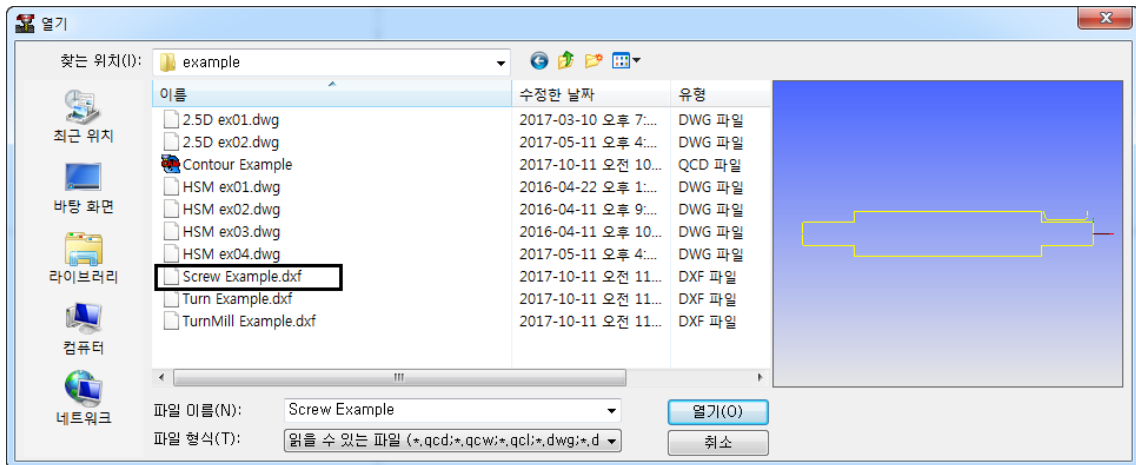 열기
찾는 위치(I): example
이름 수정한 날짜 유형
2.5D ex01.dwg 2017-03-10 오후 7:... DWG 파일
2.5D ex02.dwg 2017-05-11 오후 4:... DWG 파일
Contour Example 2017-10-11 오전 10... QCD 파일
HSM ex01.dwg 2016-04-22 오후 1:... DWG 파일
HSM ex02.dwg 2016-04-11 오후 9:... DWG 파일
HSM ex03.dwg 2016-04-11 오후 10... DWG 파일
HSM ex04.dwg 2017-05-11 오후 4:... DWG 파일
Screw Example.dxf 2017-10-11 오전 11... DXF 파일
Turn Example.dxf 2017-10-11 오전 11... DXF 파일
TurnMill Example.dxf 2017-10-11 오전 11... DXF 파일
최근 위치
바탕 화면
라이브러리
컴퓨터
네트워크
파일 이름(N): Screw Example 열기(O)
파일 형식(T): 읽을 수 있는 파일 (*,qcd;*,qcw;*,qcl;*,dwg;*,d 취소